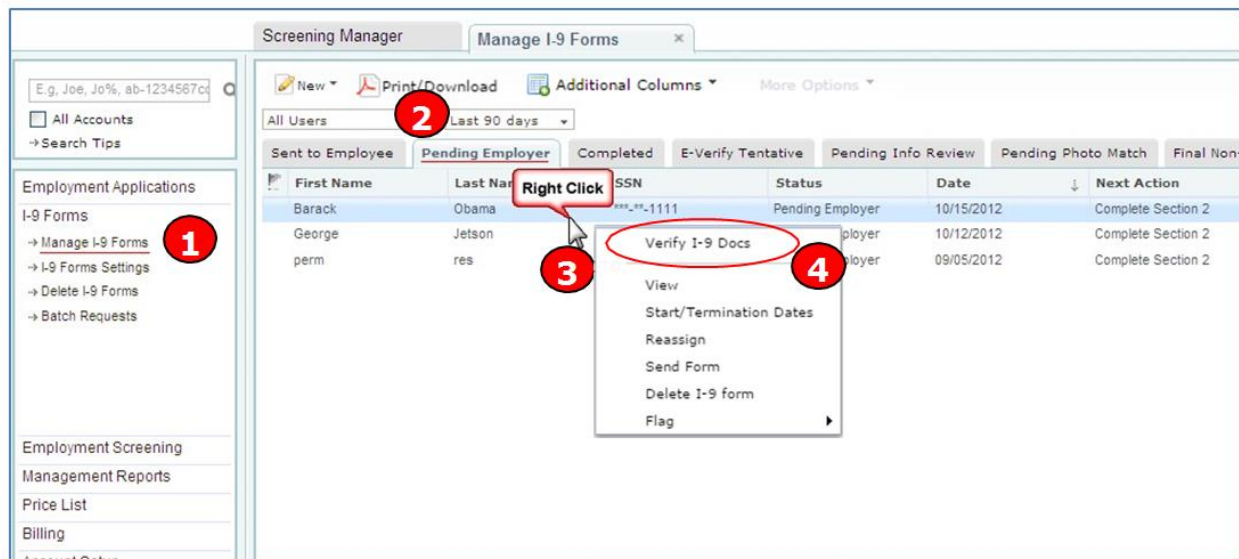 Screening Manager
Manage I-9 Forms ×
E.g, Joe, Jo%, ab-1234567
All Accounts
→Search Tips
New Print/Download Additional Columns More Options
All Users 2 Last 90 days
Sent to Employee Pending Employer Completed E-Verify Tentative Pending Info Review Pending Photo Match Final Non-
First Name Last Right Click SSN Status Date ↓ Next Action
Barack Obama ***-**-1111 Pending Employer 10/15/2012 Complete Section 2
George Jetson 10/12/2012 Complete Section 2
perm res 09/05/2012 Complete Section 2
Employment Applications
I-9 Forms
→ Manage I-9 Forms 1
→ I-9 Forms Settings
→ Delete I-9 Forms
→ Batch Requests
3
Verify I-9 Docs 4
View
Start/Termination Dates
Reassign
Send Form
Delete I-9 form
Flag
Employment Screening
Management Reports
Price List
Billing